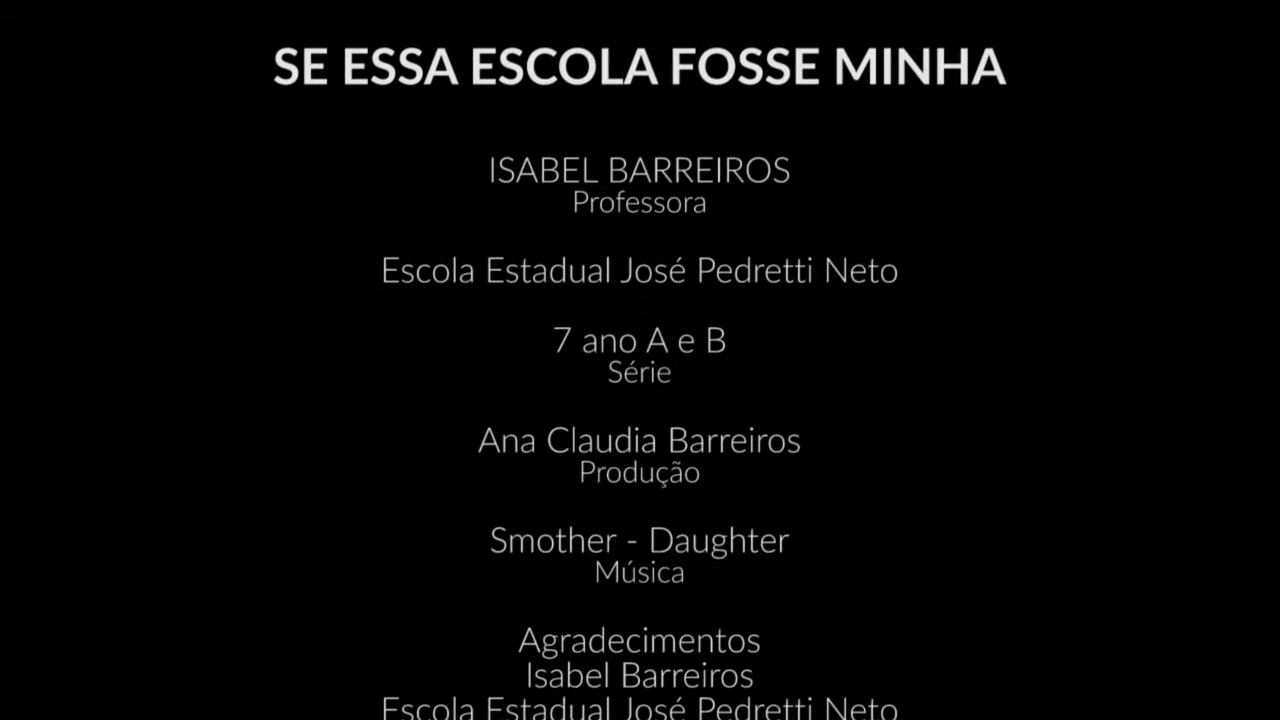 SE ESSA ESCOLA FOSSE MINHA
ISABEL BARREIROS
Professora
Escola Estadual José Pedretti Neto
7 ano A e B
Série
Ana Claudia Barreiros
Produção
Smother - Daughter
Música
Agradecimentos
Isabel Barreiros
Escola Estadual José Pedretti Neto